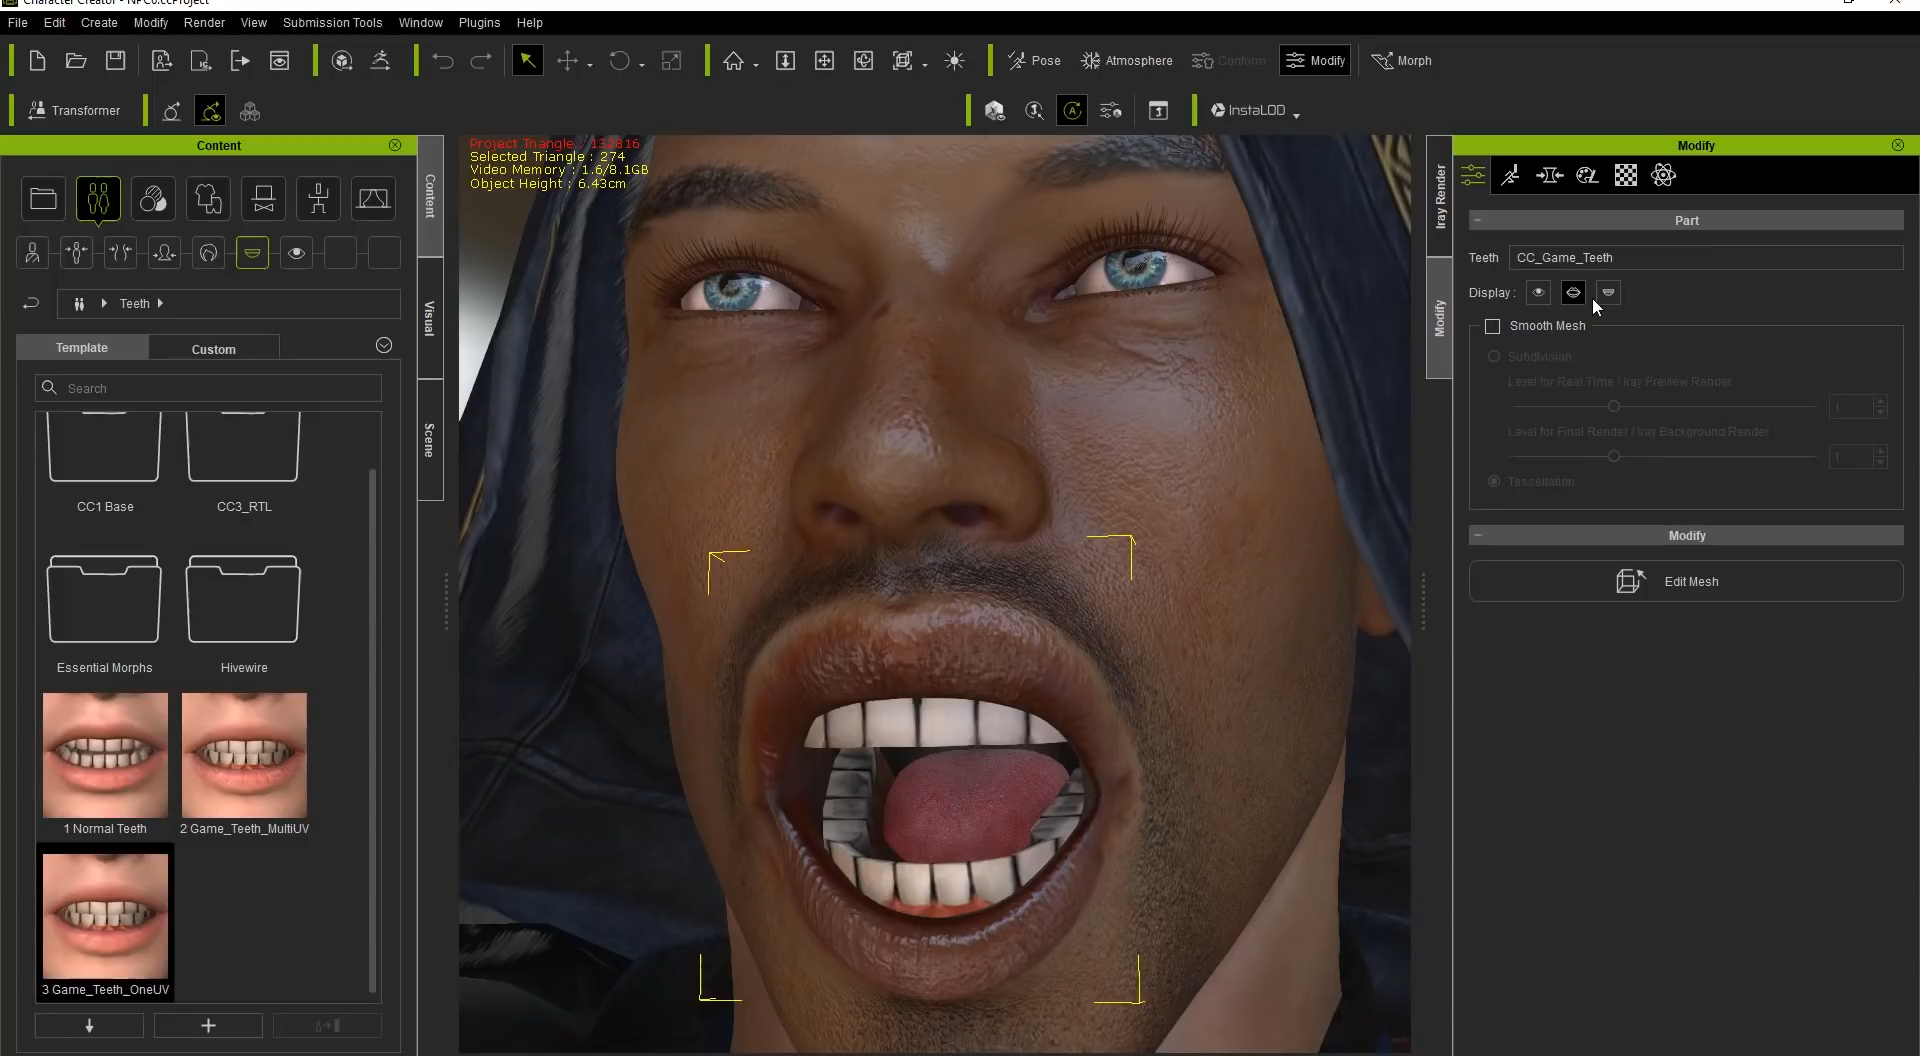 Character Creator - NPC6.ccProject
File Edit Create Modify Render View Submission Tools Window Plugins Help
Pose Atmosphere Conform Modify Morph
Transformer
InstaLOD
Content
Content
Visual
Scene
Teeth
Template Custom
Search
CC1 Base CC3_RTL
Essential Morphs Hivewire
1 Normal Teeth 2 Game_Teeth_MultiUV
3 Game_Teeth_OneUV
Project Triangle : 132816
Selected Triangle : 274
Video Memory : 1.6/8.1GB
Object Height : 6.43cm
Iray Render
Modify
Modify
Part
Teeth CC_Game_Teeth
Display :
Smooth Mesh
Subdivision
Level for Real Time / Iray Preview Render
1
Level for Final Render / Iray Background Render
1
Tessellation
Modify
Edit Mesh